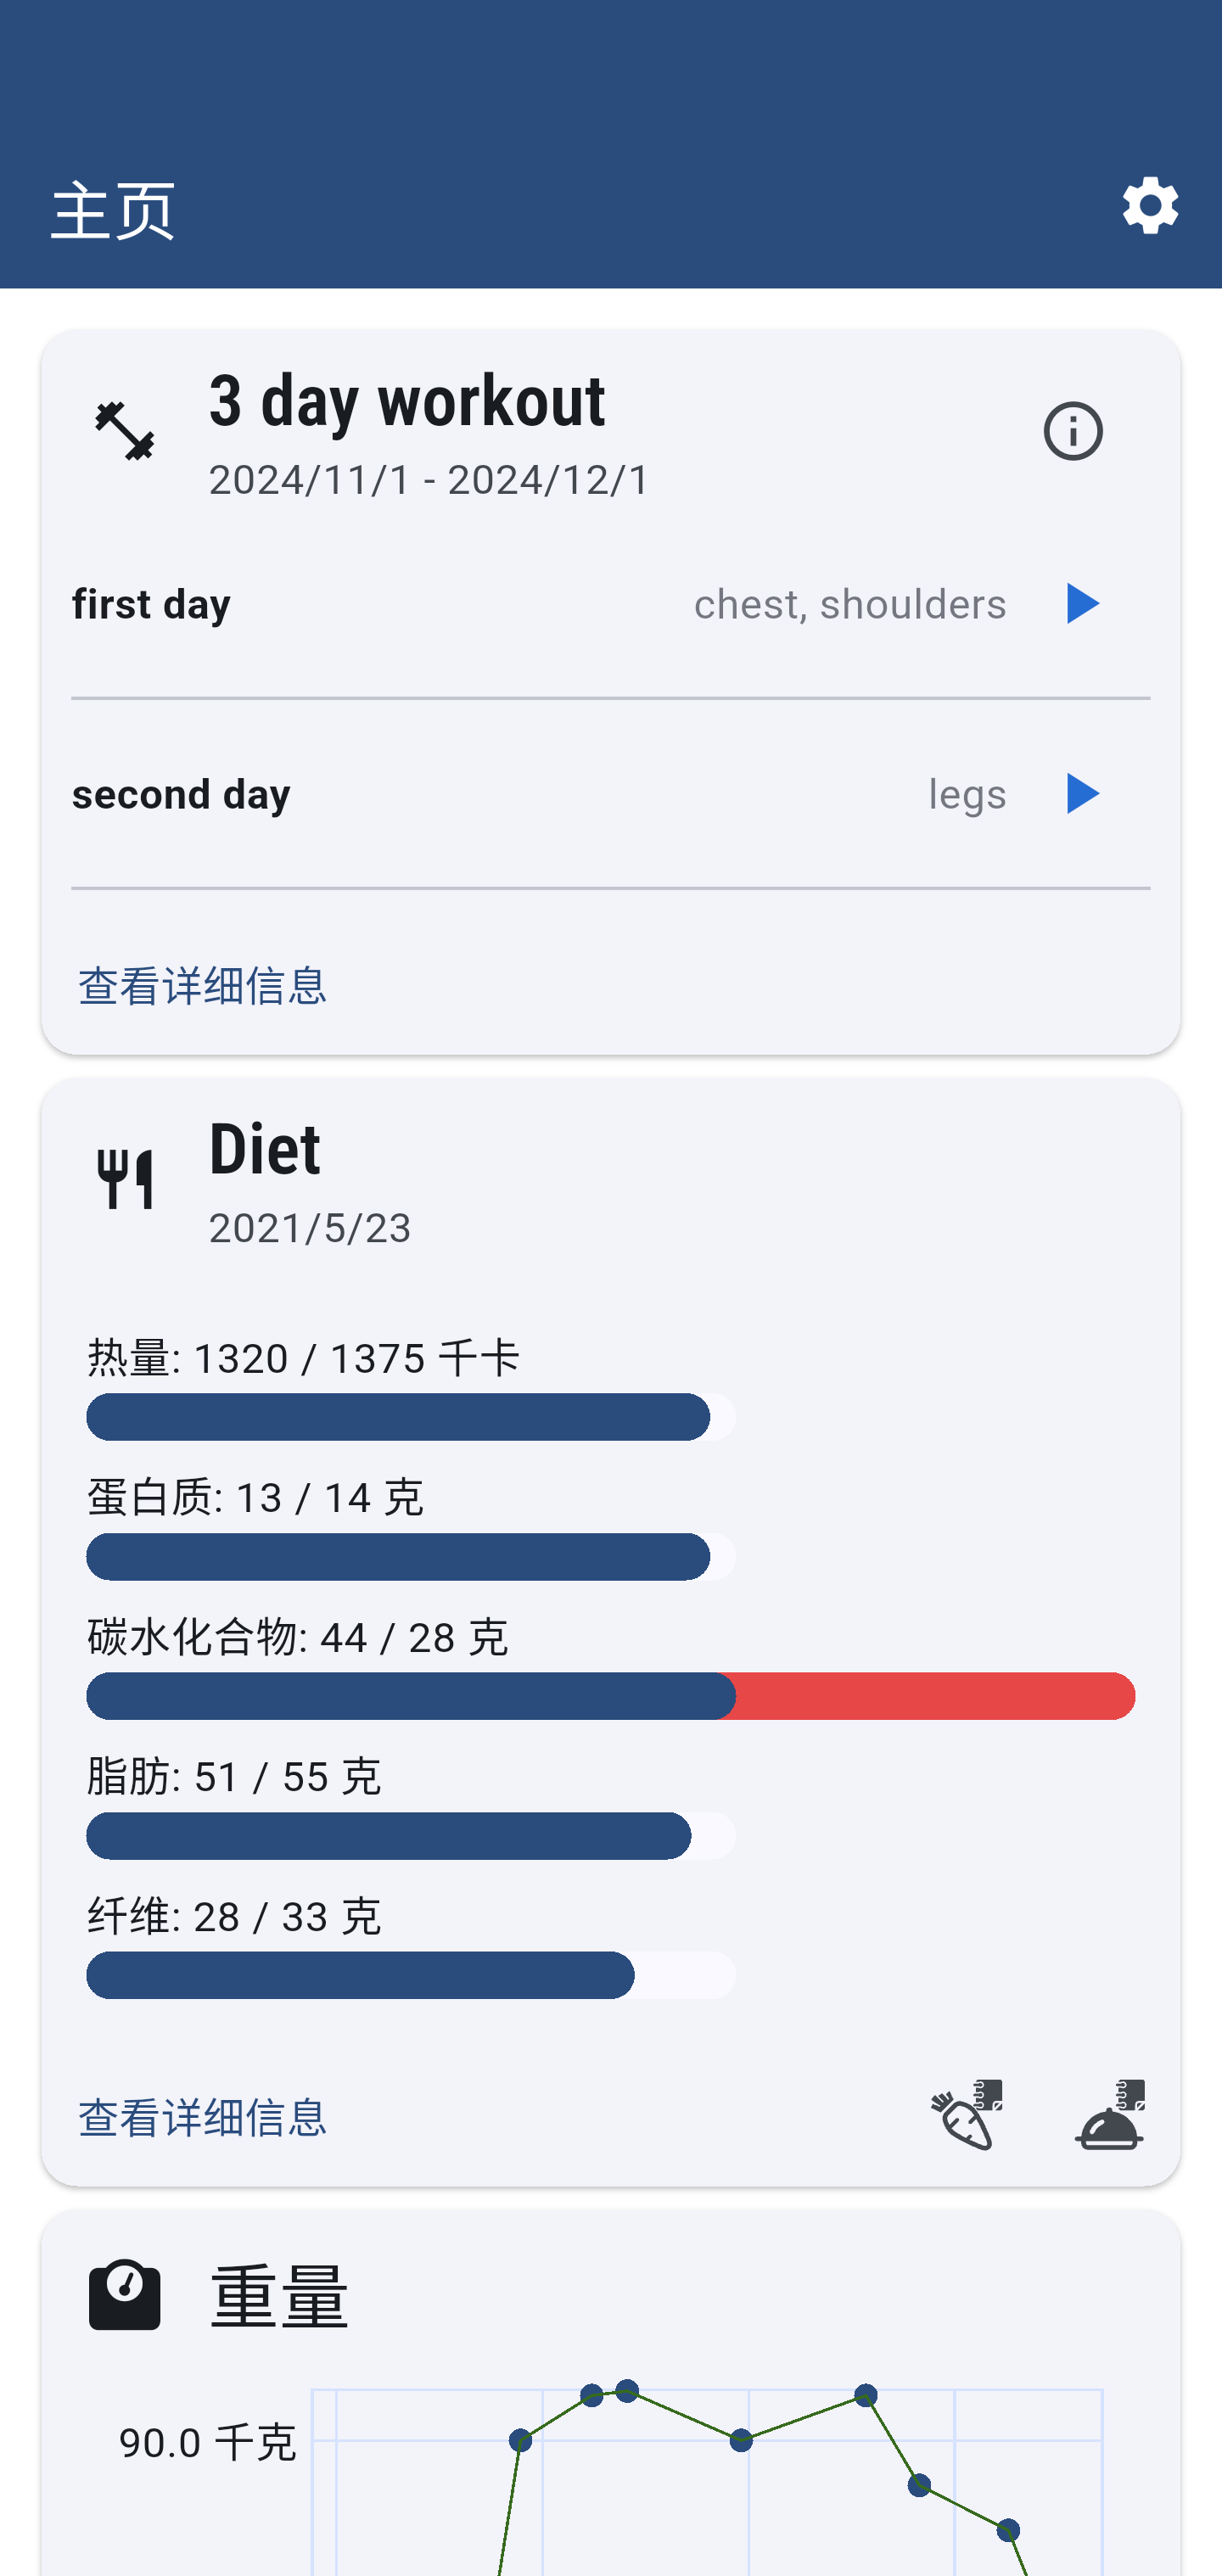 主页
3 day workout
2024/11/1 - 2024/12/1
first day chest, shoulders
second day legs
查看详细信息
Diet
2021/5/23
热量: 1320 / 1375 千卡
蛋白质: 13 / 14 克
碳水化合物: 44 / 28 克
脂肪: 51 / 55 克
纤维: 28 / 33 克
查看详细信息
重量
90.0 千克